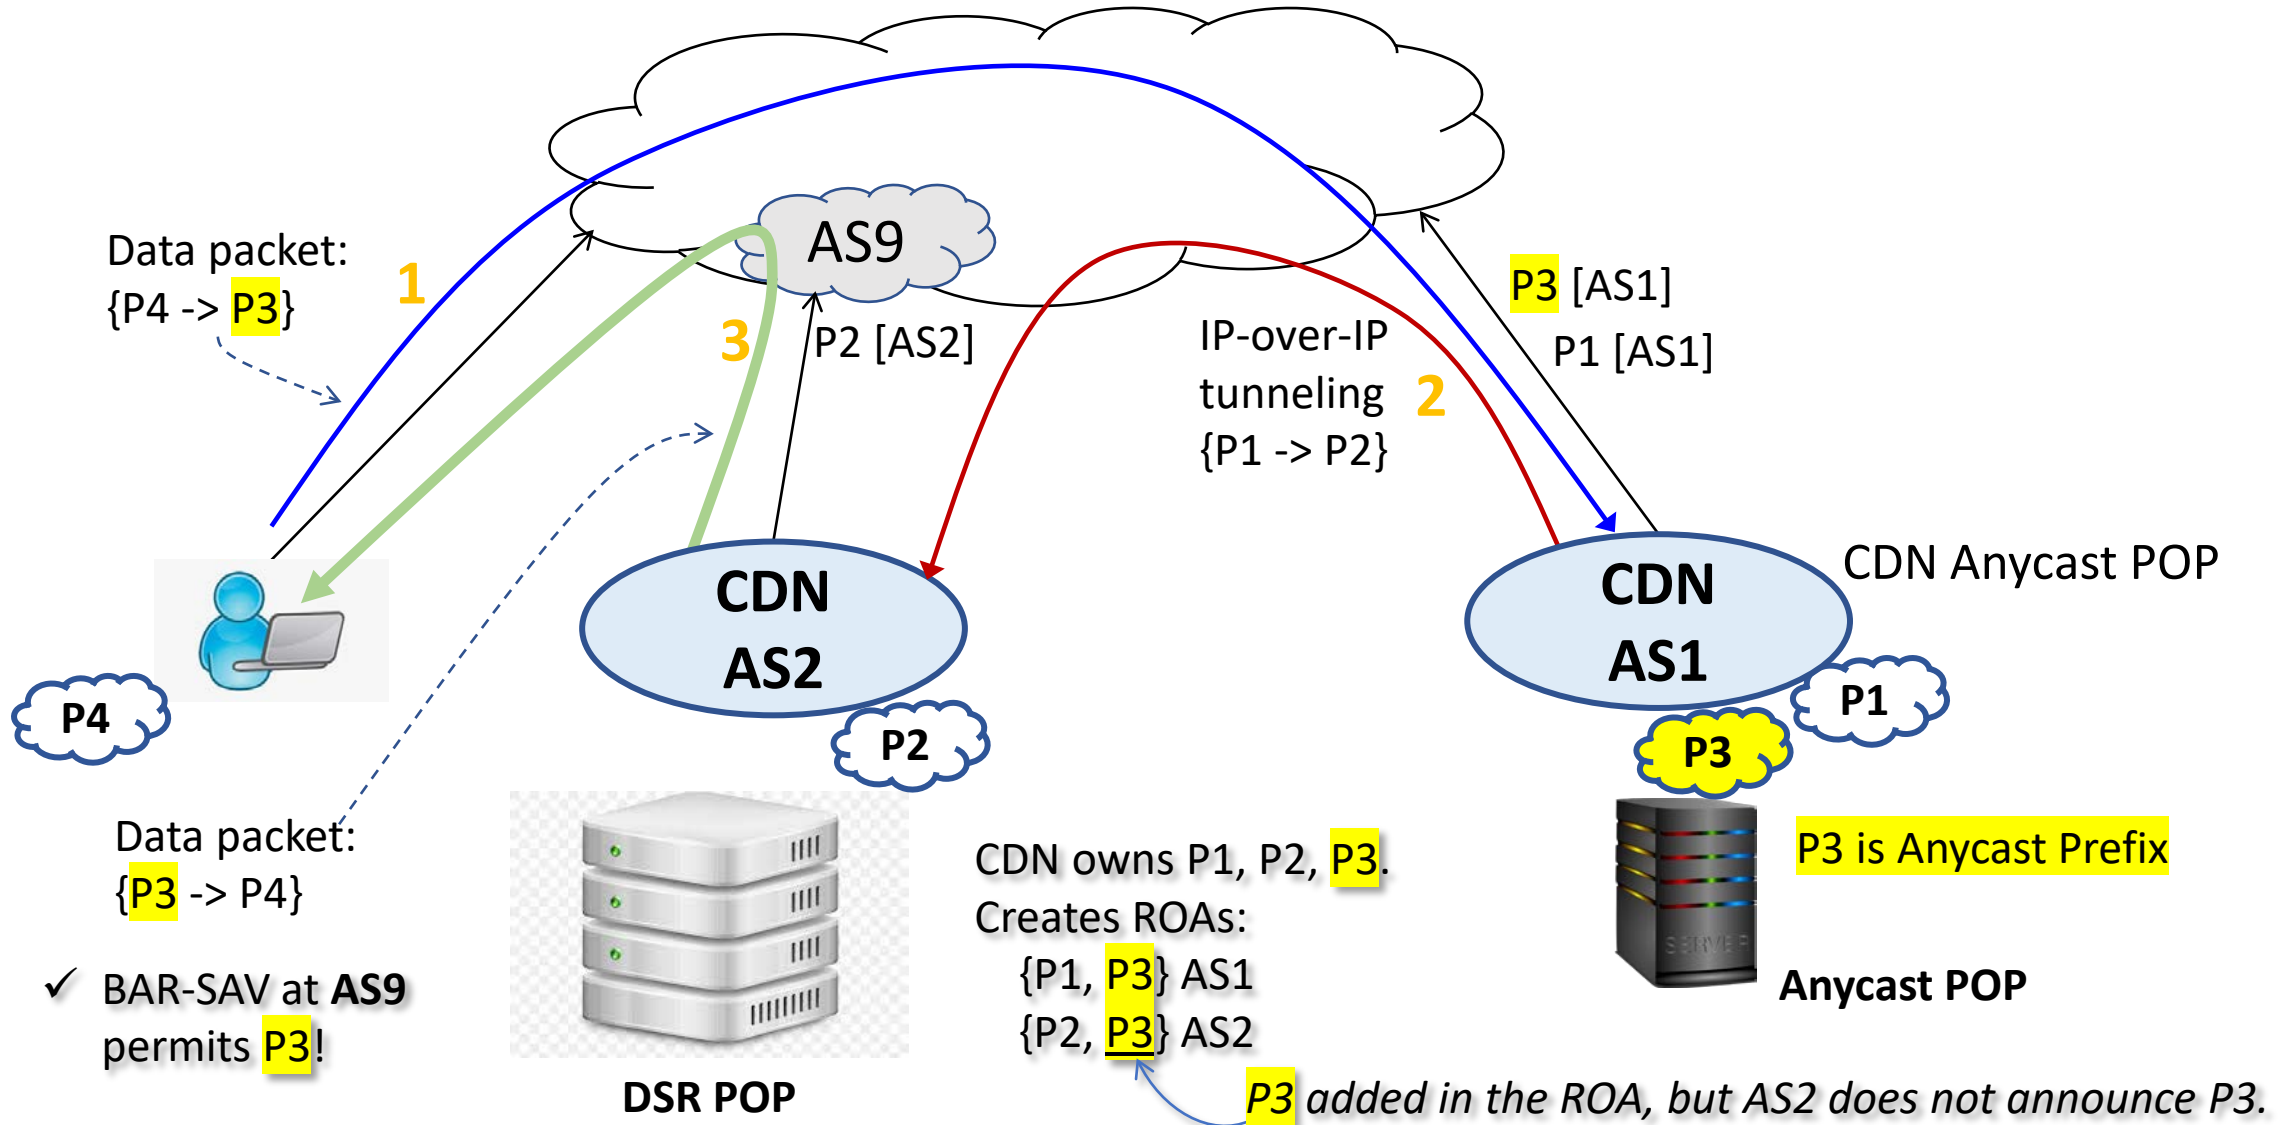 AS9
Data packet:
{P4 -> P3}
1
3
P2 [AS2]
P3 [AS1]
P1 [AS1]
IP-over-IP
tunneling
{P1 -> P2}
2
CDN
AS2
CDN
AS1
CDN Anycast POP
P4
P2
P3
P1
Data packet:
{P3 -> P4}
✓ BAR-SAV at AS9
permits P3!
DSR POP
CDN owns P1, P2, P3.
Creates ROAs:
{P1, P3} AS1
{P2, P3} AS2
P3 added in the ROA, but AS2 does not announce P3.
P3 is Anycast Prefix
Anycast POP